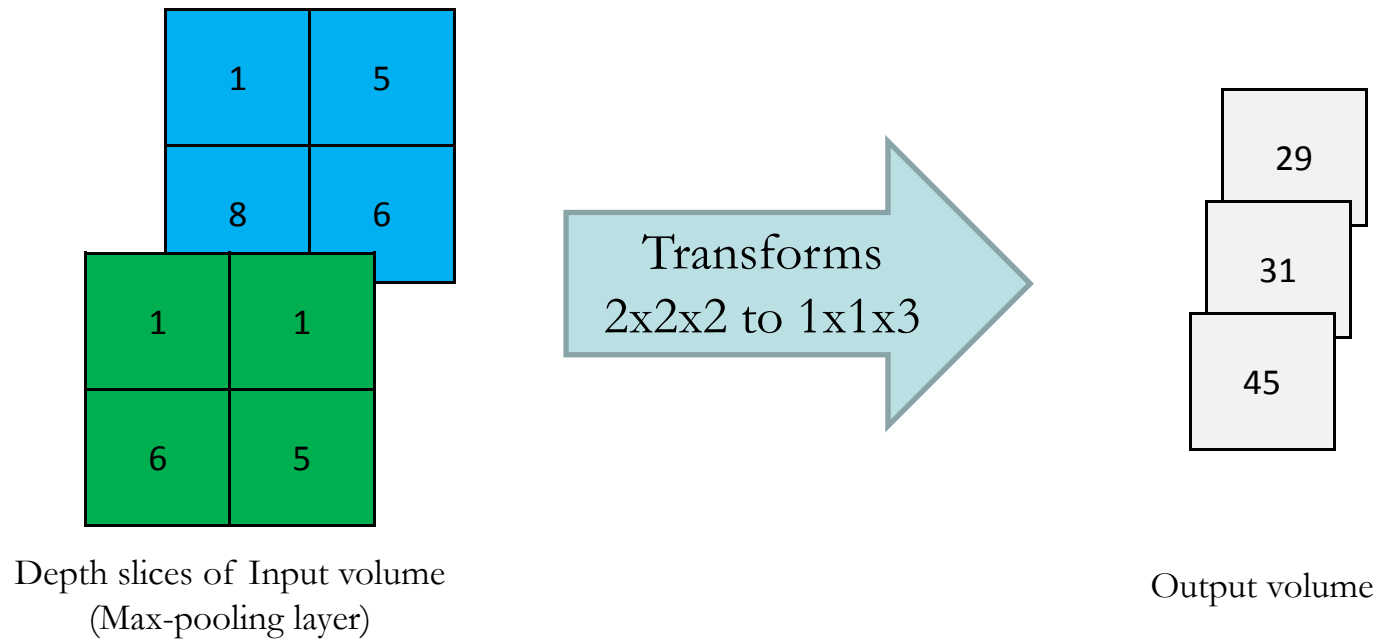 1 5
8 6
1 1
6 5
Depth slices of Input volume
(Max-pooling layer)
Transforms
2x2x2 to 1x1x3
29
31
45
Output volume